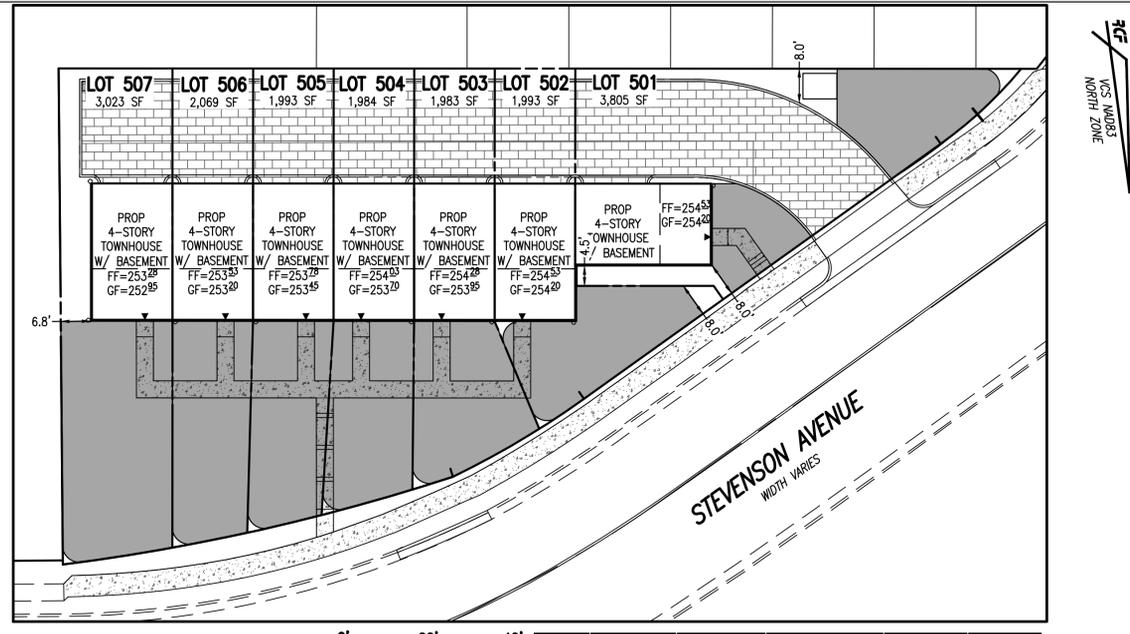 8.0'
VCS NAD83
NORTH ZONE
LOT 507
3,023 SF
LOT 506
2,069 SF
LOT 505
1,993 SF
LOT 504
1,984 SF
LOT 503
1,983 SF
LOT 502
1,993 SF
LOT 501
3,805 SF
PROP
4-STORY
TOWNHOUSE
W/ BASEMENT
FF=253.28
GF=252.95
PROP
4-STORY
TOWNHOUSE
W/ BASEMENT
FF=253.53
GF=253.20
PROP
4-STORY
TOWNHOUSE
W/ BASEMENT
FF=253.78
GF=253.45
PROP
4-STORY
TOWNHOUSE
W/ BASEMENT
FF=254.03
GF=253.70
PROP
4-STORY
TOWNHOUSE
W/ BASEMENT
FF=254.28
GF=253.95
PROP
4-STORY
TOWNHOUSE
W/ BASEMENT
FF=254.53
GF=254.20
PROP
4-STORY
TOWNHOUSE
W/ BASEMENT
FF=254.53
GF=254.20
4.5'
6.8'
8.0'
8.0'
STEVENSON AVENUE
WIDTH VARIES